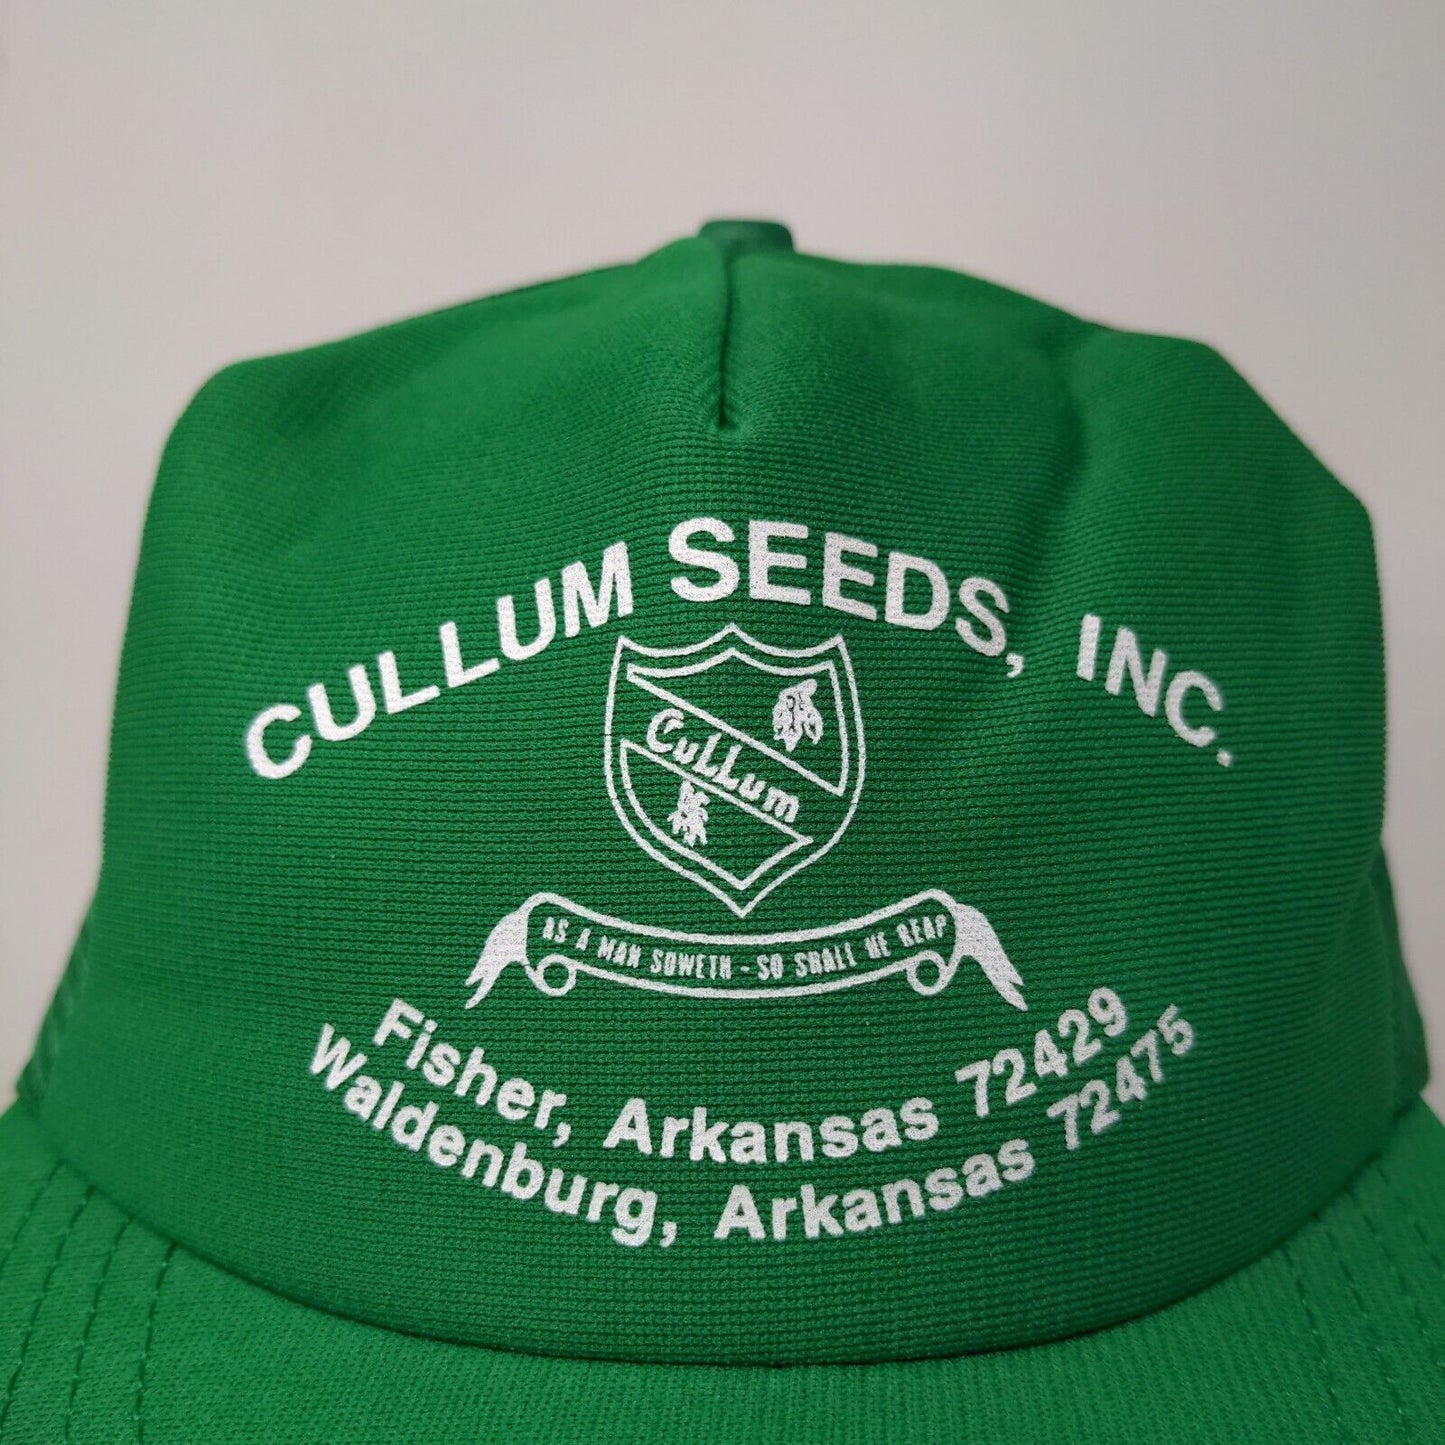 CULLUM SEEDS, INC.
CuLLum
AS A MAN SOWETH - SO SHALL HE REAP
Fisher, Arkansas 72429
Waldenburg, Arkansas 72475